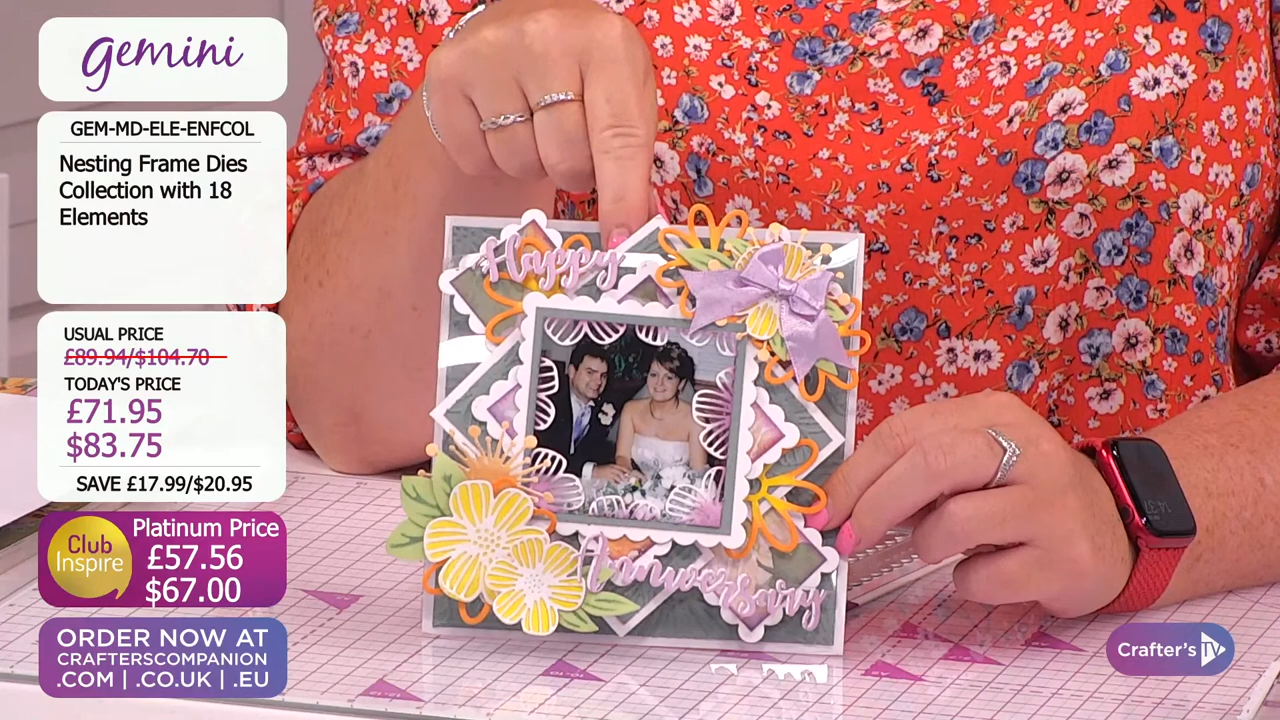 gemini
GEM-MD-ELE-ENFCOL
Nesting Frame Dies
Collection with 18
Elements
USUAL PRICE
£89.94/$104.70
TODAY'S PRICE
£71.95
$83.75
SAVE £17.99/$20.95
Club
Inspire
Platinum Price
£57.56
$67.00
ORDER NOW AT
CRAFTERSCOMPANION
.COM | .CO.UK | .EU
Happy
Anniversary
14:37
Crafter's TV